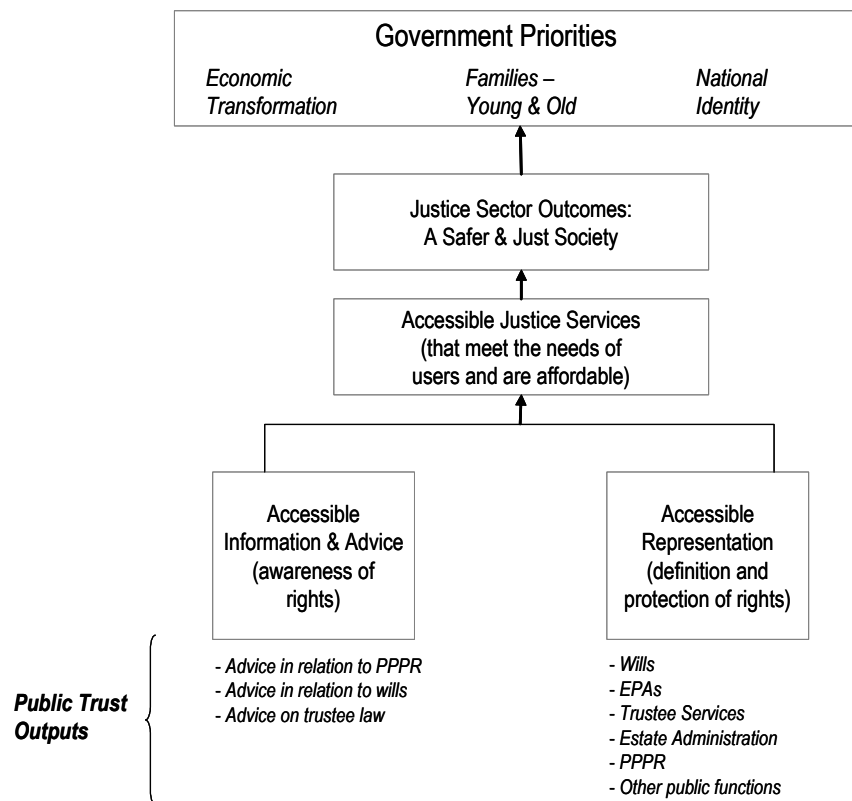 Government Priorities
Economic
Transformation
Families –
Young & Old
National
Identity
Justice Sector Outcomes:
A Safer & Just Society
Accessible Justice Services
(that meet the needs of
users and are affordable)
Accessible
Information & Advice
(awareness of
rights)
Accessible
Representation
(definition and
protection of rights)
Public Trust
Outputs
- Advice in relation to PPPR
- Advice in relation to wills
- Advice on trustee law
- Wills
- EPAs
- Trustee Services
- Estate Administration
- PPPR
- Other public functions